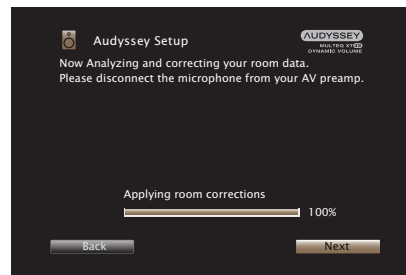 Audyssey Setup
AUDYSSEY
MULTEQ XT32
DYNAMIC VOLUME
Now Analyzing and correcting your room data.
Please disconnect the microphone from your AV preamp.
Applying room corrections
100%
Back
Next